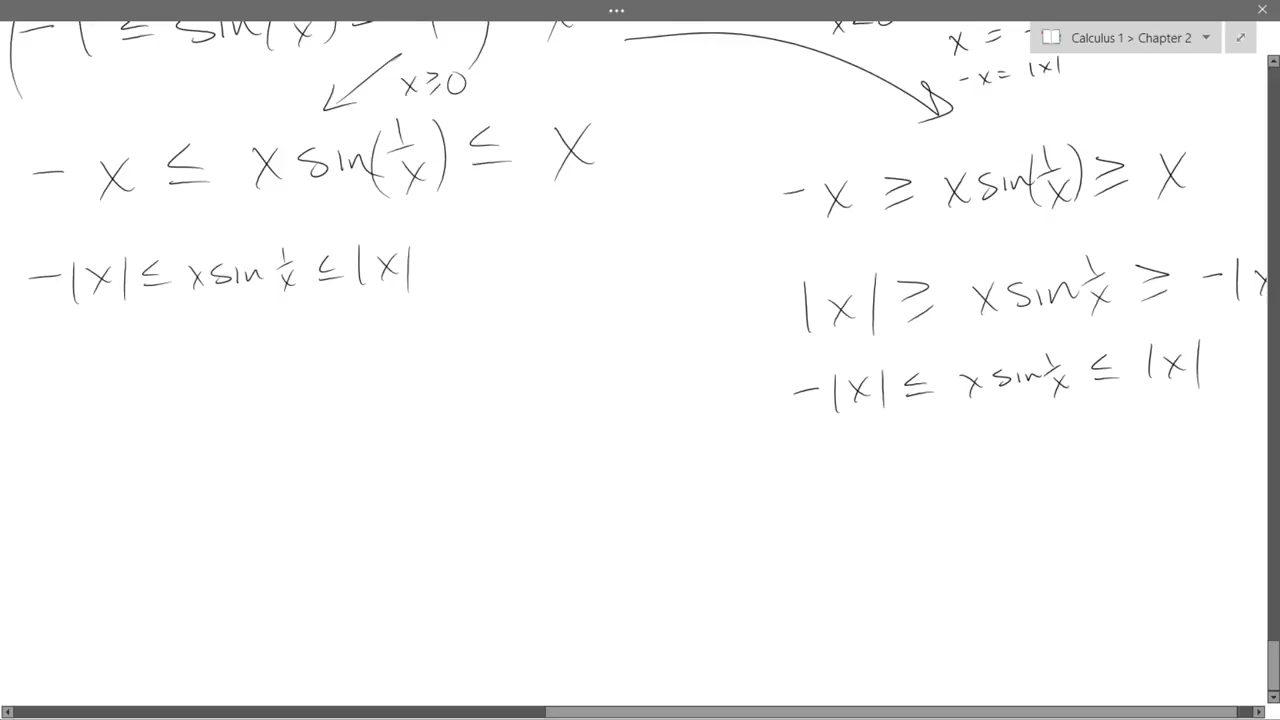 Calculus 1 > Chapter 2
x =
-x = |x|
x ≥ 0
- x ≤ x sin(1/x) ≤ x
-|x| ≤ x sin 1/x ≤ |x|
-x ≥ x sin(1/x) ≥ x
|x| ≥ x sin 1/x ≥ -|x
-|x| ≤ x sin 1/x ≤ |x|